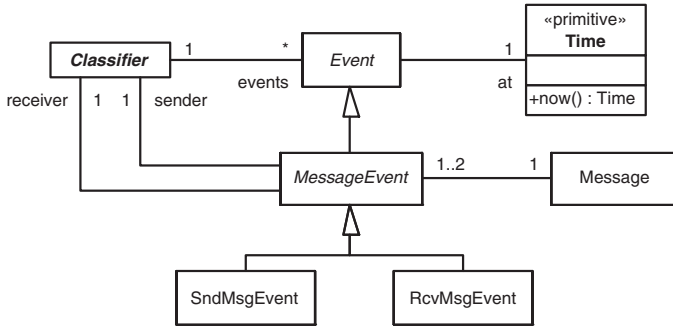 «primitive»
Time
Classifier
1
*
Event
1
events
at
+now() : Time
receiver
1
1
sender
MessageEvent
1..2
1
Message
SndMsgEvent
RcvMsgEvent